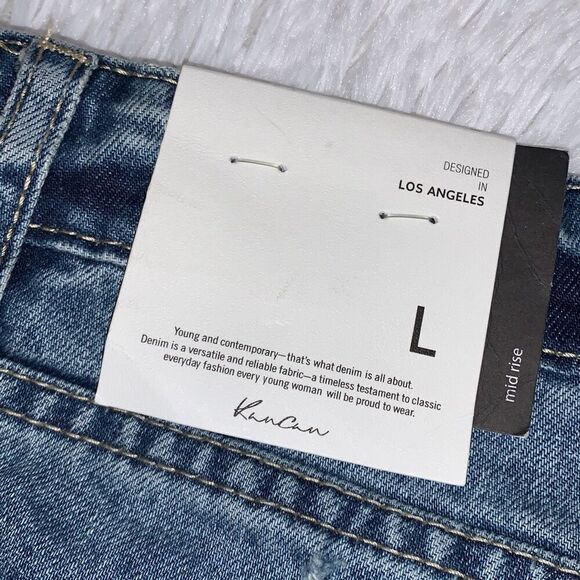 DESIGNED
IN
LOS ANGELES
L
Young and contemporary—that's what denim is all about.
Denim is a versatile and reliable fabric—a timeless testament to classic
everyday fashion every young woman will be proud to wear.
KanCan
mid rise